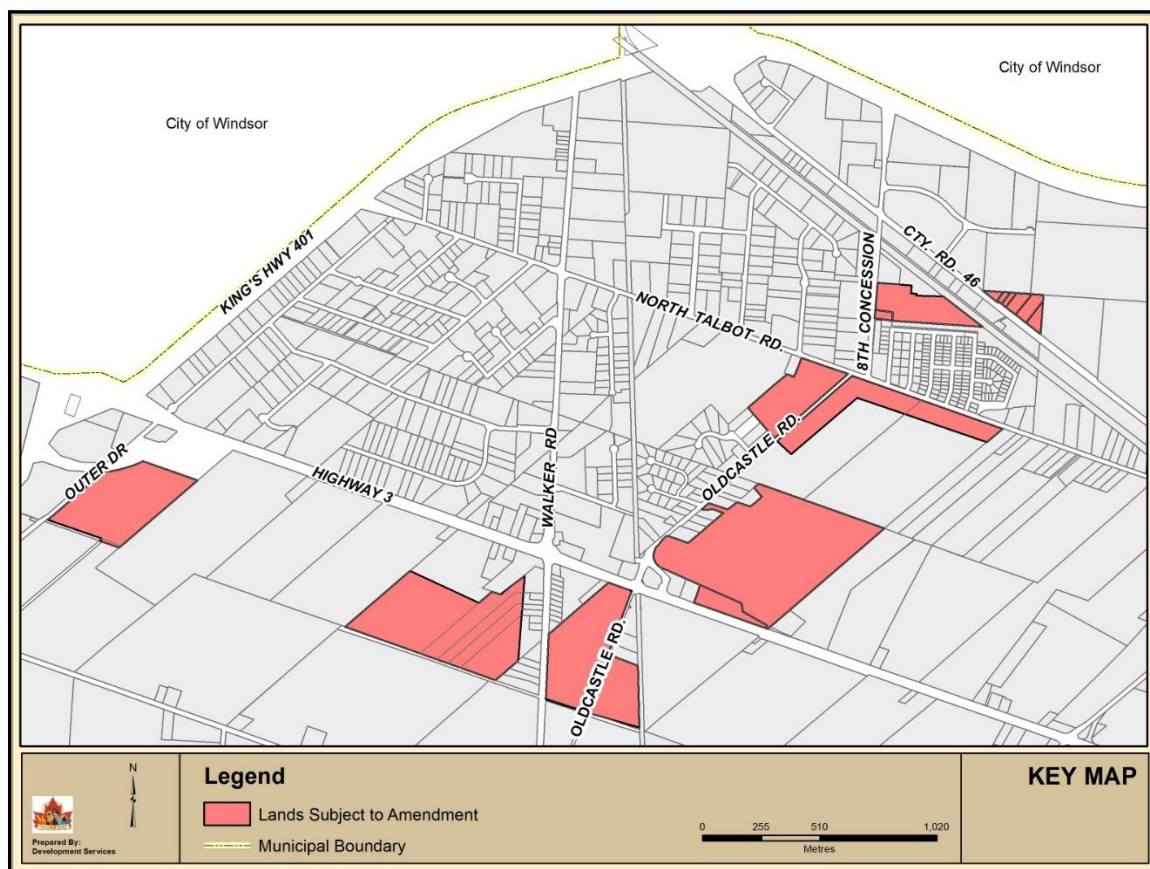 City of Windsor
City of Windsor
KING'S HWY 401
CTY. RD. 46
8TH CONCESSION
NORTH TALBOT RD.
OLDCASTLE RD.
WALKER RD
OUTER DR
HIGHWAY 3
OLDCASTLE RD.
N
Prepared By:
Development Services
Legend
Lands Subject to Amendment
Municipal Boundary
0 255 510 1,020
Metres
KEY MAP